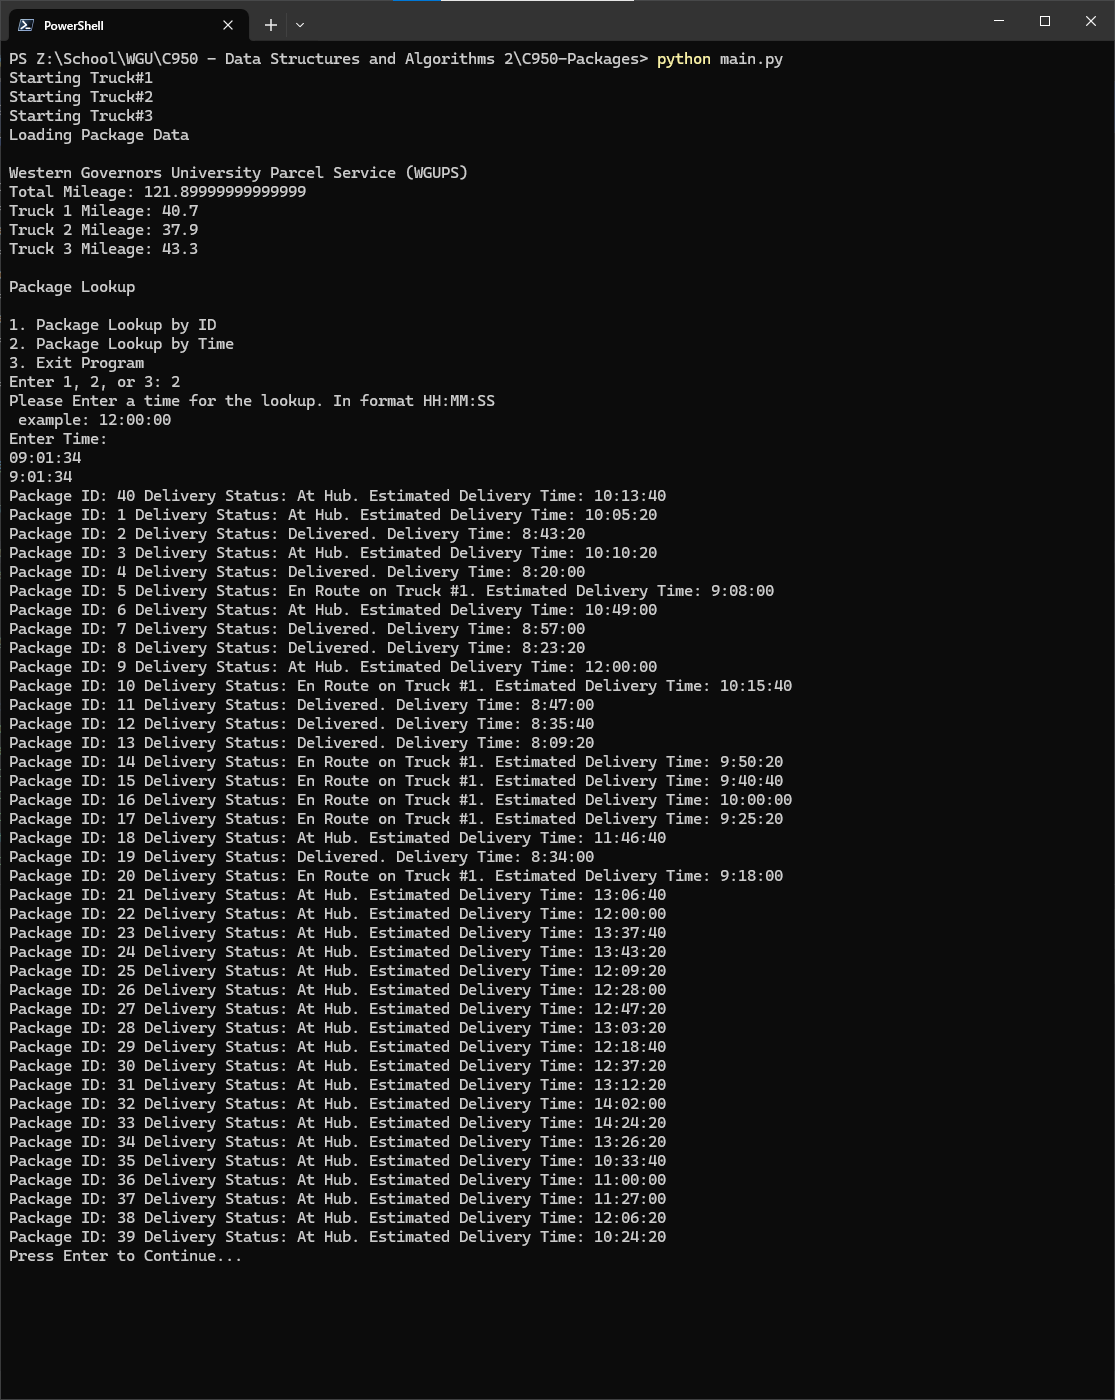 PowerShell
PS Z:\School\WGU\C950 - Data Structures and Algorithms 2\C950-Packages> python main.py
Starting Truck#1
Starting Truck#2
Starting Truck#3
Loading Package Data
Western Governors University Parcel Service (WGUPS)
Total Mileage: 121.89999999999999
Truck 1 Mileage: 40.7
Truck 2 Mileage: 37.9
Truck 3 Mileage: 43.3
Package Lookup
1. Package Lookup by ID
2. Package Lookup by Time
3. Exit Program
Enter 1, 2, or 3: 2
Please Enter a time for the lookup. In format HH:MM:SS
example: 12:00:00
Enter Time:
09:01:34
9:01:34
Package ID: 40 Delivery Status: At Hub. Estimated Delivery Time: 10:13:40
Package ID: 1 Delivery Status: At Hub. Estimated Delivery Time: 10:05:20
Package ID: 2 Delivery Status: Delivered. Delivery Time: 8:43:20
Package ID: 3 Delivery Status: At Hub. Estimated Delivery Time: 10:10:20
Package ID: 4 Delivery Status: Delivered. Delivery Time: 8:20:00
Package ID: 5 Delivery Status: En Route on Truck #1. Estimated Delivery Time: 9:08:00
Package ID: 6 Delivery Status: At Hub. Estimated Delivery Time: 10:49:00
Package ID: 7 Delivery Status: Delivered. Delivery Time: 8:57:00
Package ID: 8 Delivery Status: Delivered. Delivery Time: 8:23:20
Package ID: 9 Delivery Status: At Hub. Estimated Delivery Time: 12:00:00
Package ID: 10 Delivery Status: En Route on Truck #1. Estimated Delivery Time: 10:15:40
Package ID: 11 Delivery Status: Delivered. Delivery Time: 8:47:00
Package ID: 12 Delivery Status: Delivered. Delivery Time: 8:35:40
Package ID: 13 Delivery Status: Delivered. Delivery Time: 8:09:20
Package ID: 14 Delivery Status: En Route on Truck #1. Estimated Delivery Time: 9:50:20
Package ID: 15 Delivery Status: En Route on Truck #1. Estimated Delivery Time: 9:40:40
Package ID: 16 Delivery Status: En Route on Truck #1. Estimated Delivery Time: 10:00:00
Package ID: 17 Delivery Status: En Route on Truck #1. Estimated Delivery Time: 9:25:20
Package ID: 18 Delivery Status: At Hub. Estimated Delivery Time: 11:46:40
Package ID: 19 Delivery Status: Delivered. Delivery Time: 8:34:00
Package ID: 20 Delivery Status: En Route on Truck #1. Estimated Delivery Time: 9:18:00
Package ID: 21 Delivery Status: At Hub. Estimated Delivery Time: 13:06:40
Package ID: 22 Delivery Status: At Hub. Estimated Delivery Time: 12:00:00
Package ID: 23 Delivery Status: At Hub. Estimated Delivery Time: 13:37:40
Package ID: 24 Delivery Status: At Hub. Estimated Delivery Time: 13:43:20
Package ID: 25 Delivery Status: At Hub. Estimated Delivery Time: 12:09:20
Package ID: 26 Delivery Status: At Hub. Estimated Delivery Time: 12:28:00
Package ID: 27 Delivery Status: At Hub. Estimated Delivery Time: 12:47:20
Package ID: 28 Delivery Status: At Hub. Estimated Delivery Time: 13:03:20
Package ID: 29 Delivery Status: At Hub. Estimated Delivery Time: 12:18:40
Package ID: 30 Delivery Status: At Hub. Estimated Delivery Time: 12:37:20
Package ID: 31 Delivery Status: At Hub. Estimated Delivery Time: 13:12:20
Package ID: 32 Delivery Status: At Hub. Estimated Delivery Time: 14:02:00
Package ID: 33 Delivery Status: At Hub. Estimated Delivery Time: 14:24:20
Package ID: 34 Delivery Status: At Hub. Estimated Delivery Time: 13:26:20
Package ID: 35 Delivery Status: At Hub. Estimated Delivery Time: 10:33:40
Package ID: 36 Delivery Status: At Hub. Estimated Delivery Time: 11:00:00
Package ID: 37 Delivery Status: At Hub. Estimated Delivery Time: 11:27:00
Package ID: 38 Delivery Status: At Hub. Estimated Delivery Time: 12:06:20
Package ID: 39 Delivery Status: At Hub. Estimated Delivery Time: 10:24:20
Press Enter to Continue...